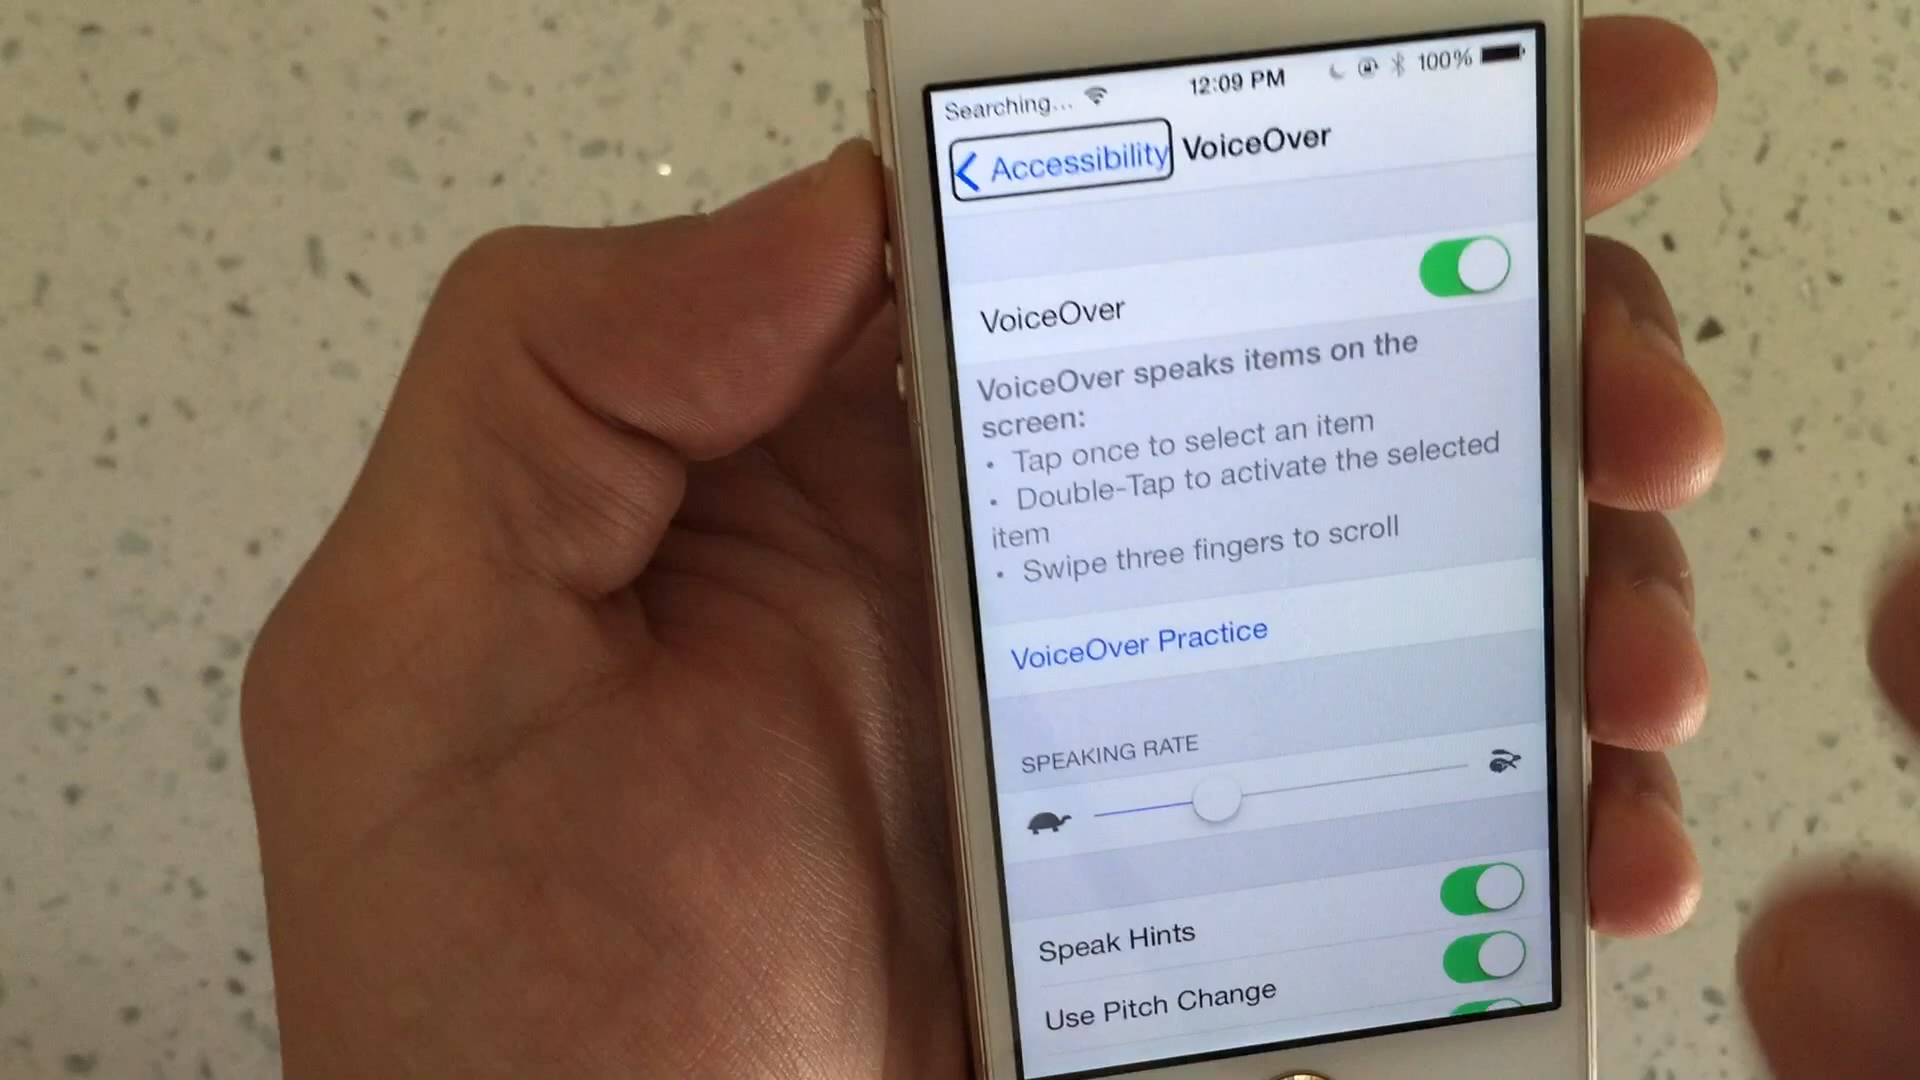 Searching... 12:09 PM 100%
Accessibility VoiceOver
VoiceOver
VoiceOver speaks items on the
screen:
• Tap once to select an item
• Double-Tap to activate the selected
item
• Swipe three fingers to scroll
VoiceOver Practice
SPEAKING RATE
Speak Hints
Use Pitch Change